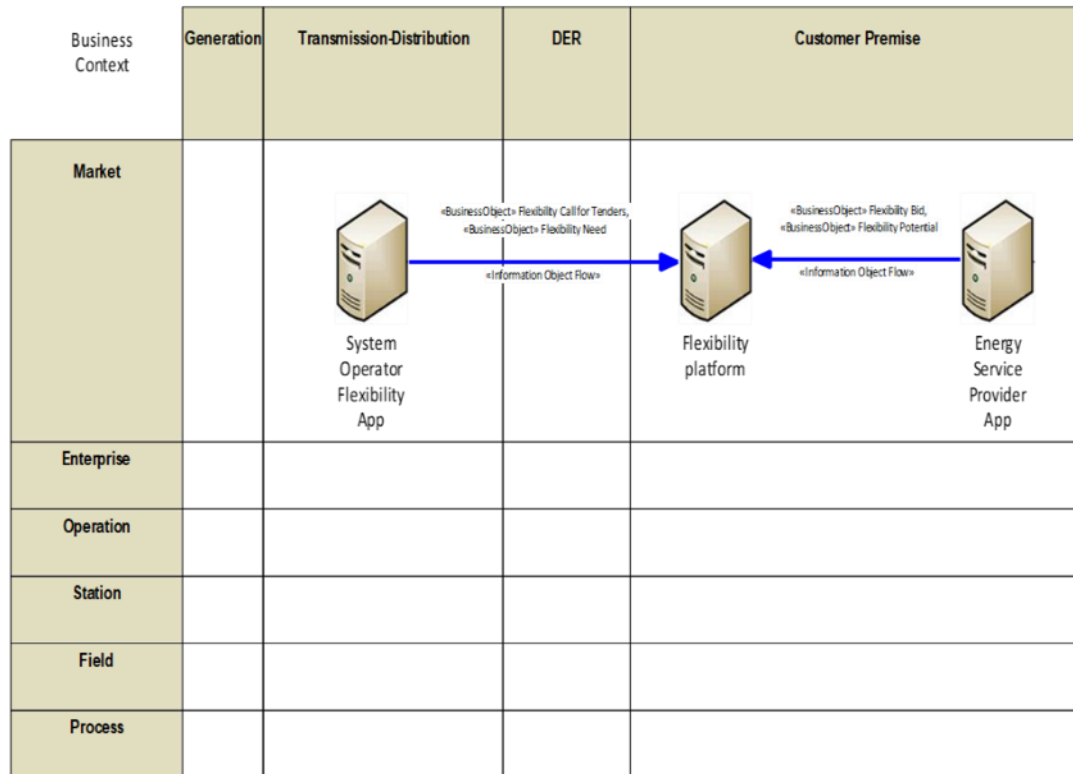 Business
Context
Generation
Transmission-Distribution
DER
Customer Premise
Market
«BusinessObject» Flexibility Call for Tenders,
«BusinessObject» Flexibility Need
«Information Object Flow»
«BusinessObject» Flexibility Bid,
«BusinessObject» Flexibility Potential
«Information Object Flow»
System
Operator
Flexibility
App
Flexibility
platform
Energy
Service
Provider
App
Enterprise
Operation
Station
Field
Process